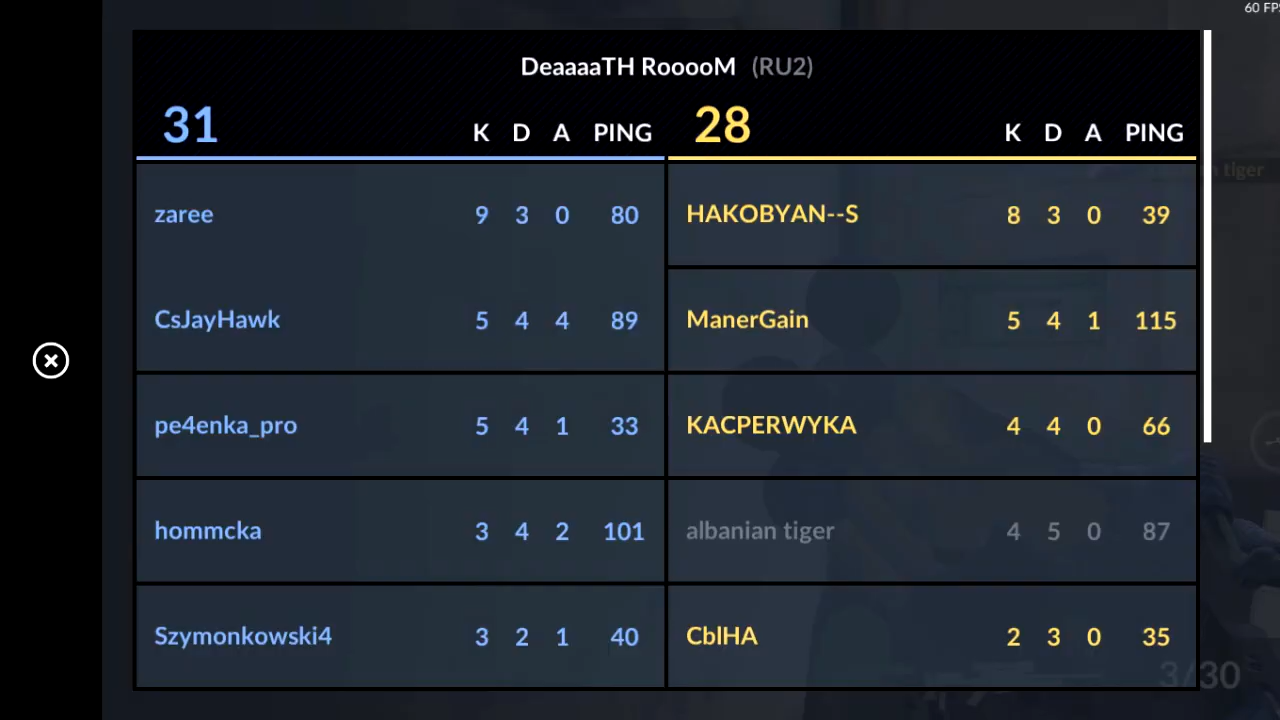 60 FPS
DeaaaaTH RooooM (RU2)
31 K D A PING 28 K D A PING
zaree 9 3 0 80 HAKOBYAN--S 8 3 0 39
tiger
CsJayHawk 5 4 4 89 ManerGain 5 4 1 115
pe4enka_pro 5 4 1 33 KACPERWYKA 4 4 0 66
hommcka 3 4 2 101 albanian tiger 4 5 0 87
Szymonkowski4 3 2 1 40 CblHA 2 3 0 35
3/30